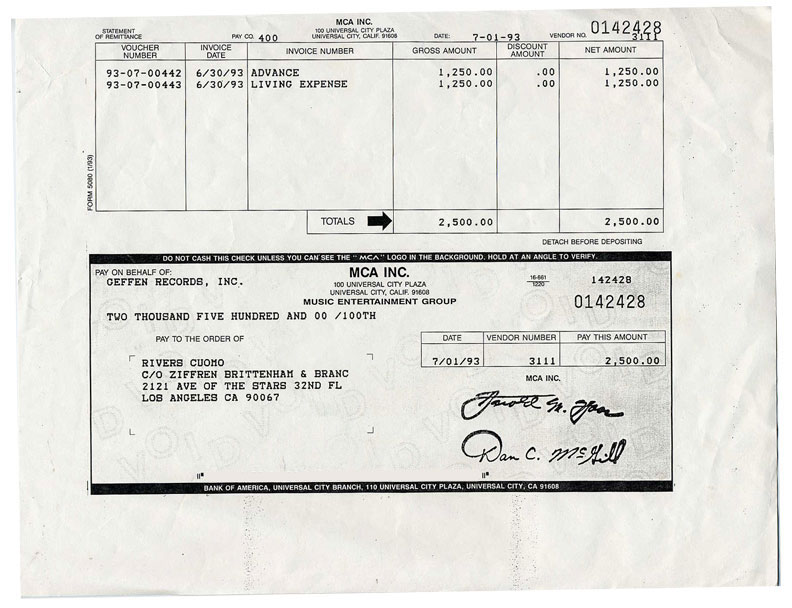 STATEMENT
OF REMITTANCE
MCA INC.
100 UNIVERSAL CITY PLAZA
UNIVERSAL CITY, CALIF. 91608
PAY CO. 400
DATE: 7-01-93
VENDOR NO. 3111
0142428
VOUCHER NUMBER INVOICE DATE INVOICE NUMBER GROSS AMOUNT DISCOUNT AMOUNT NET AMOUNT
93-07-00442 6/30/93 ADVANCE 1,250.00 .00 1,250.00
93-07-00443 6/30/93 LIVING EXPENSE 1,250.00 .00 1,250.00
FORM 5080 (1/93)
TOTALS 2,500.00 2,500.00
DETACH BEFORE DEPOSITING
DO NOT CASH THIS CHECK UNLESS YOU CAN SEE THE "MCA" LOGO IN THE BACKGROUND. HOLD AT AN ANGLE TO VERIFY.
PAY ON BEHALF OF:
GEFFEN RECORDS, INC.
MCA INC.
100 UNIVERSAL CITY PLAZA
UNIVERSAL CITY, CALIF. 91608
MUSIC ENTERTAINMENT GROUP
16-661
1220
142428
0142428
TWO THOUSAND FIVE HUNDRED AND 00 /100TH
PAY TO THE ORDER OF
DATE VENDOR NUMBER PAY THIS AMOUNT
7/01/93 3111 2,500.00
RIVERS CUOMO
C/O ZIFFREN BRITTENHAM & BRANC
2121 AVE OF THE STARS 32ND FL
LOS ANGELES CA 90067
MCA INC.
Dan C. McGill
VOID
BANK OF AMERICA, UNIVERSAL CITY BRANCH, 110 UNIVERSAL CITY PLAZA, UNIVERSAL CITY, CA 91608